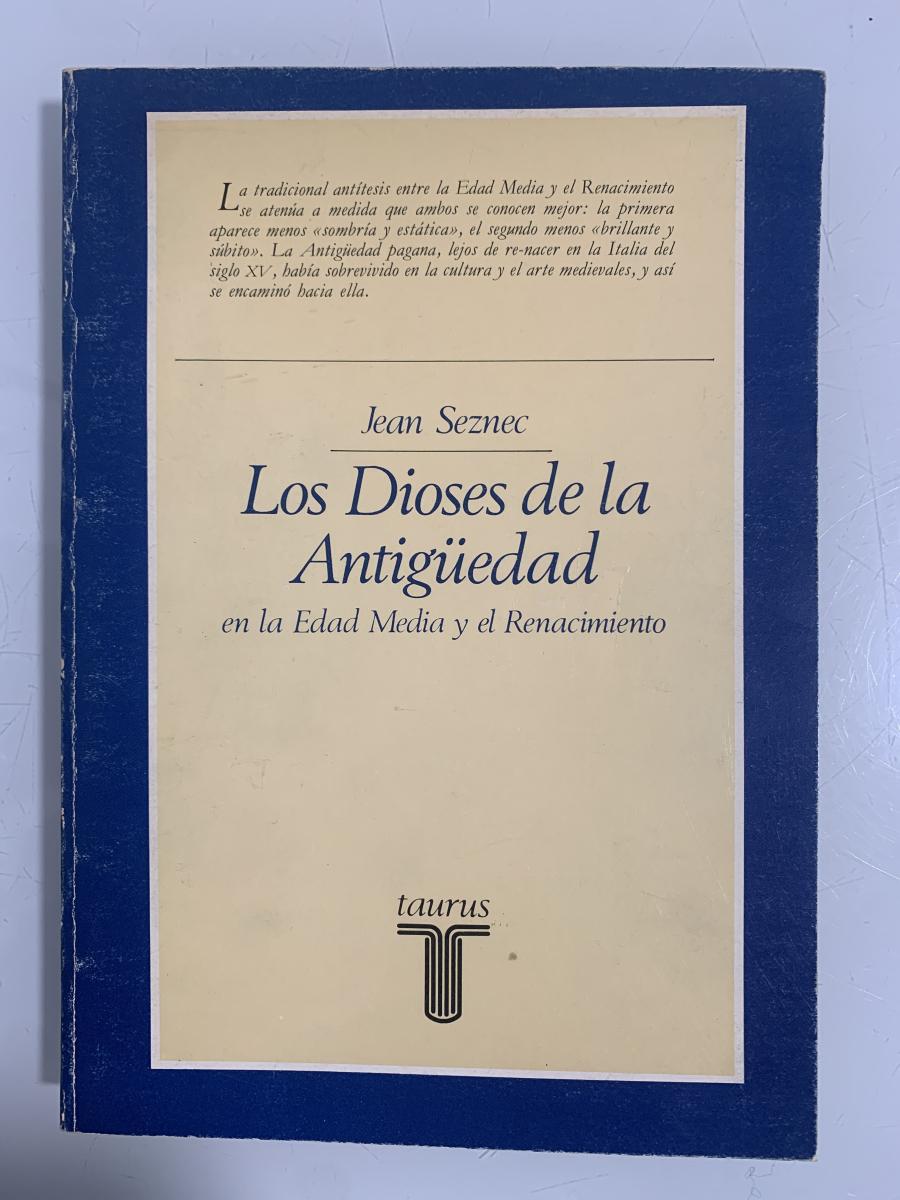 La tradicional antítesis entre la Edad Media y el Renacimiento
se atenúa a medida que ambos se conocen mejor: la primera
aparece menos «sombría y estática», el segundo menos «brillante y
súbito». La Antigüedad pagana, lejos de re-nacer en la Italia del
siglo XV, había sobrevivido en la cultura y el arte medievales, y así
se encaminó hacia ella.
Jean Seznec
Los Dioses de la
Antigüedad
en la Edad Media y el Renacimiento
taurus